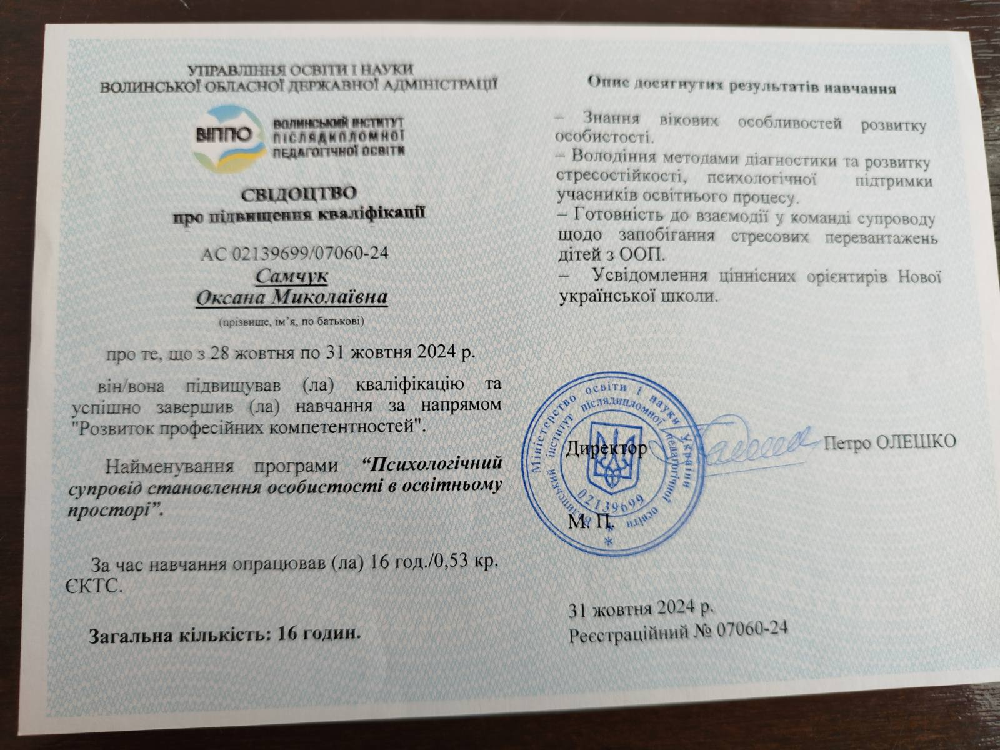 УПРАВЛІННЯ ОСВІТИ І НАУКИ
ВОЛИНСЬКОЇ ОБЛАСНОЇ ДЕРЖАВНОЇ АДМІНІСТРАЦІЇ
ВІППО
ВОЛИНСЬКИЙ ІНСТИТУТ
ПІСЛЯДИПЛОМНОЇ
ПЕДАГОГІЧНОЇ ОСВІТИ
СВІДОЦТВО
про підвищення кваліфікації
АС 02139699/07060-24
Самчук
Оксана Миколаївна
(прізвище, ім’я, по батькові)
про те, що з 28 жовтня по 31 жовтня 2024 р.
він/вона підвищував (ла) кваліфікацію та
успішно завершив (ла) навчання за напрямом
"Розвиток професійних компетентностей".
Найменування програми “Психологічний
супровід становлення особистості в освітньому
просторі”.
За час навчання опрацював (ла) 16 год./0,53 кр.
ЄКТС.
Загальна кількість: 16 годин.
Опис досягнутих результатів навчання
– Знання вікових особливостей розвитку
особистості.
– Володіння методами діагностики та розвитку
стресостійкості, психологічної підтримки
учасників освітнього процесу.
– Готовність до взаємодії у команді супроводу
щодо запобігання стресових перевантажень
дітей з ООП.
– Усвідомлення ціннісних орієнтирів Нової
української школи.
Міністерство освіти і науки України
Волинський інститут післядипломної педагогічної освіти
02139699
Директор
Петро ОЛЕШКО
М. П.
31 жовтня 2024 р.
Реєстраційний № 07060-24